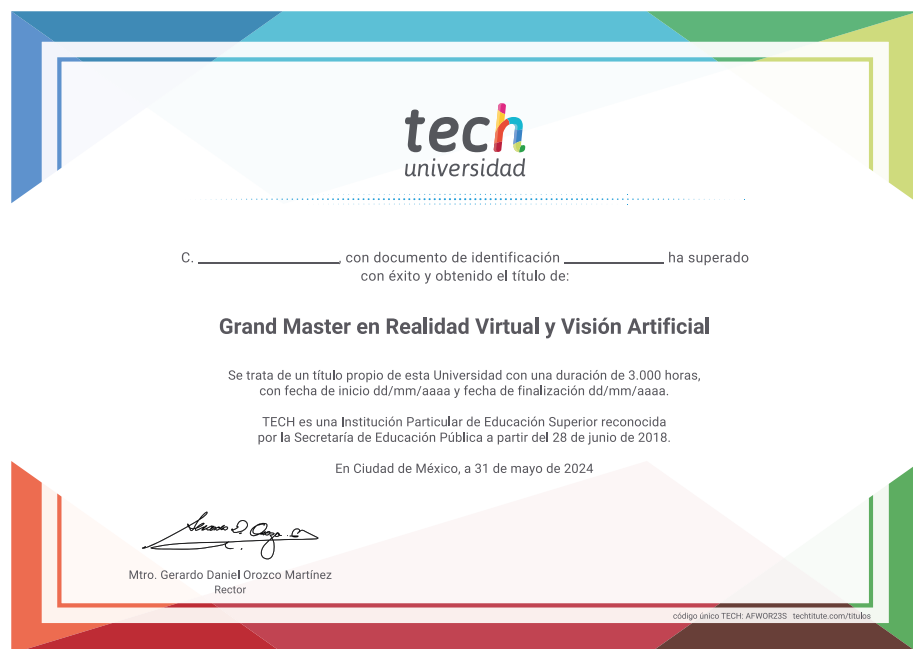 tech
universidad
C. ____________, con documento de identificación ____________ ha superado
con éxito y obtenido el título de:
Grand Master en Realidad Virtual y Visión Artificial
Se trata de un título propio de esta Universidad con una duración de 3.000 horas,
con fecha de inicio dd/mm/aaaa y fecha de finalización dd/mm/aaaa.
TECH es una Institución Particular de Educación Superior reconocida
por la Secretaría de Educación Pública a partir del 28 de junio de 2018.
En Ciudad de México, a 31 de mayo de 2024
Mtro. Gerardo Daniel Orozco Martínez
Rector
código único TECH: AFWOR23S techtitute.com/titulos